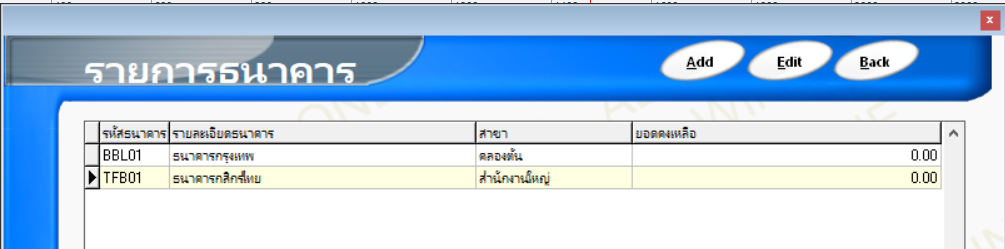 รายการธนาคาร
Add Edit Back
รหัสธนาคาร รายละเอียดธนาคาร สาขา ยอดคงเหลือ
BBL01 ธนาคารกรุงเทพ คลองตัน 0.00
TFB01 ธนาคารกสิกรไทย สำนักงานใหญ่ 0.00